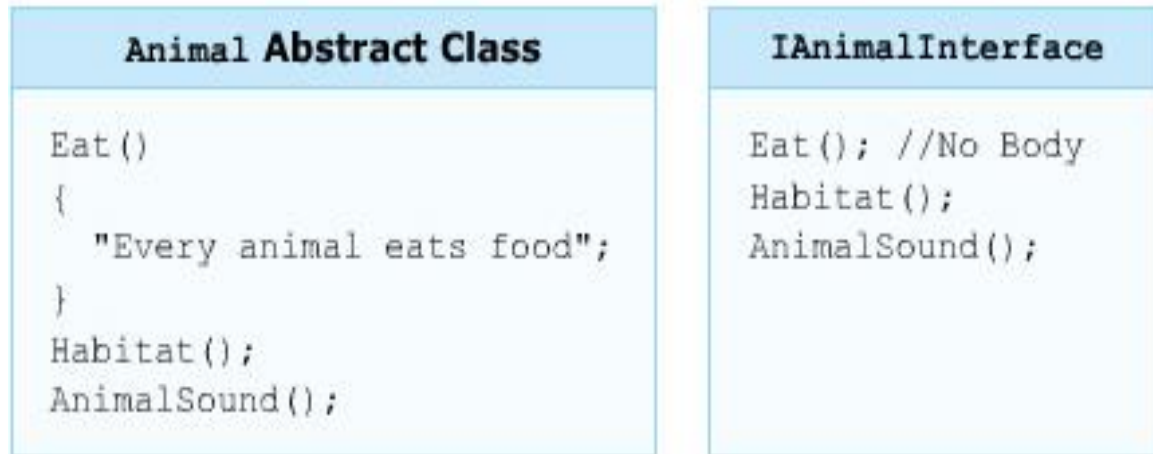 Animal Abstract Class
Eat()
{
"Every animal eats food";
}
Habitat();
AnimalSound();
IAnimalInterface
Eat(); //No Body
Habitat();
AnimalSound();